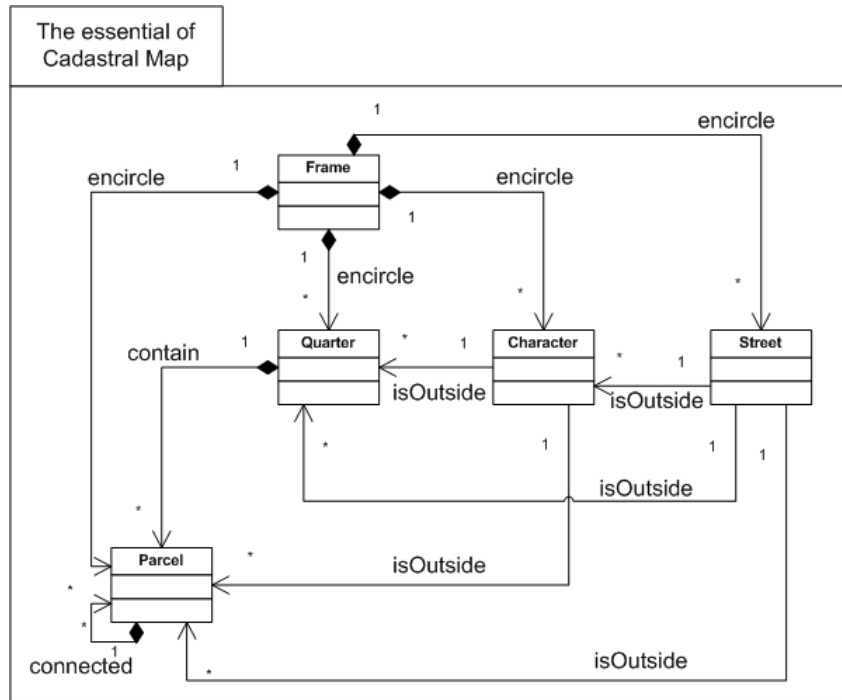 The essential of
Cadastral Map
1
encircle
1
Frame
encircle
encircle
1
1
encircle
*
*
*
contain
1
Quarter
*
1
Character
*
1
Street
isOutside
isOutside
*
1
1
1
isOutside
*
Parcel
*
isOutside
*
*
1
connected
*
isOutside